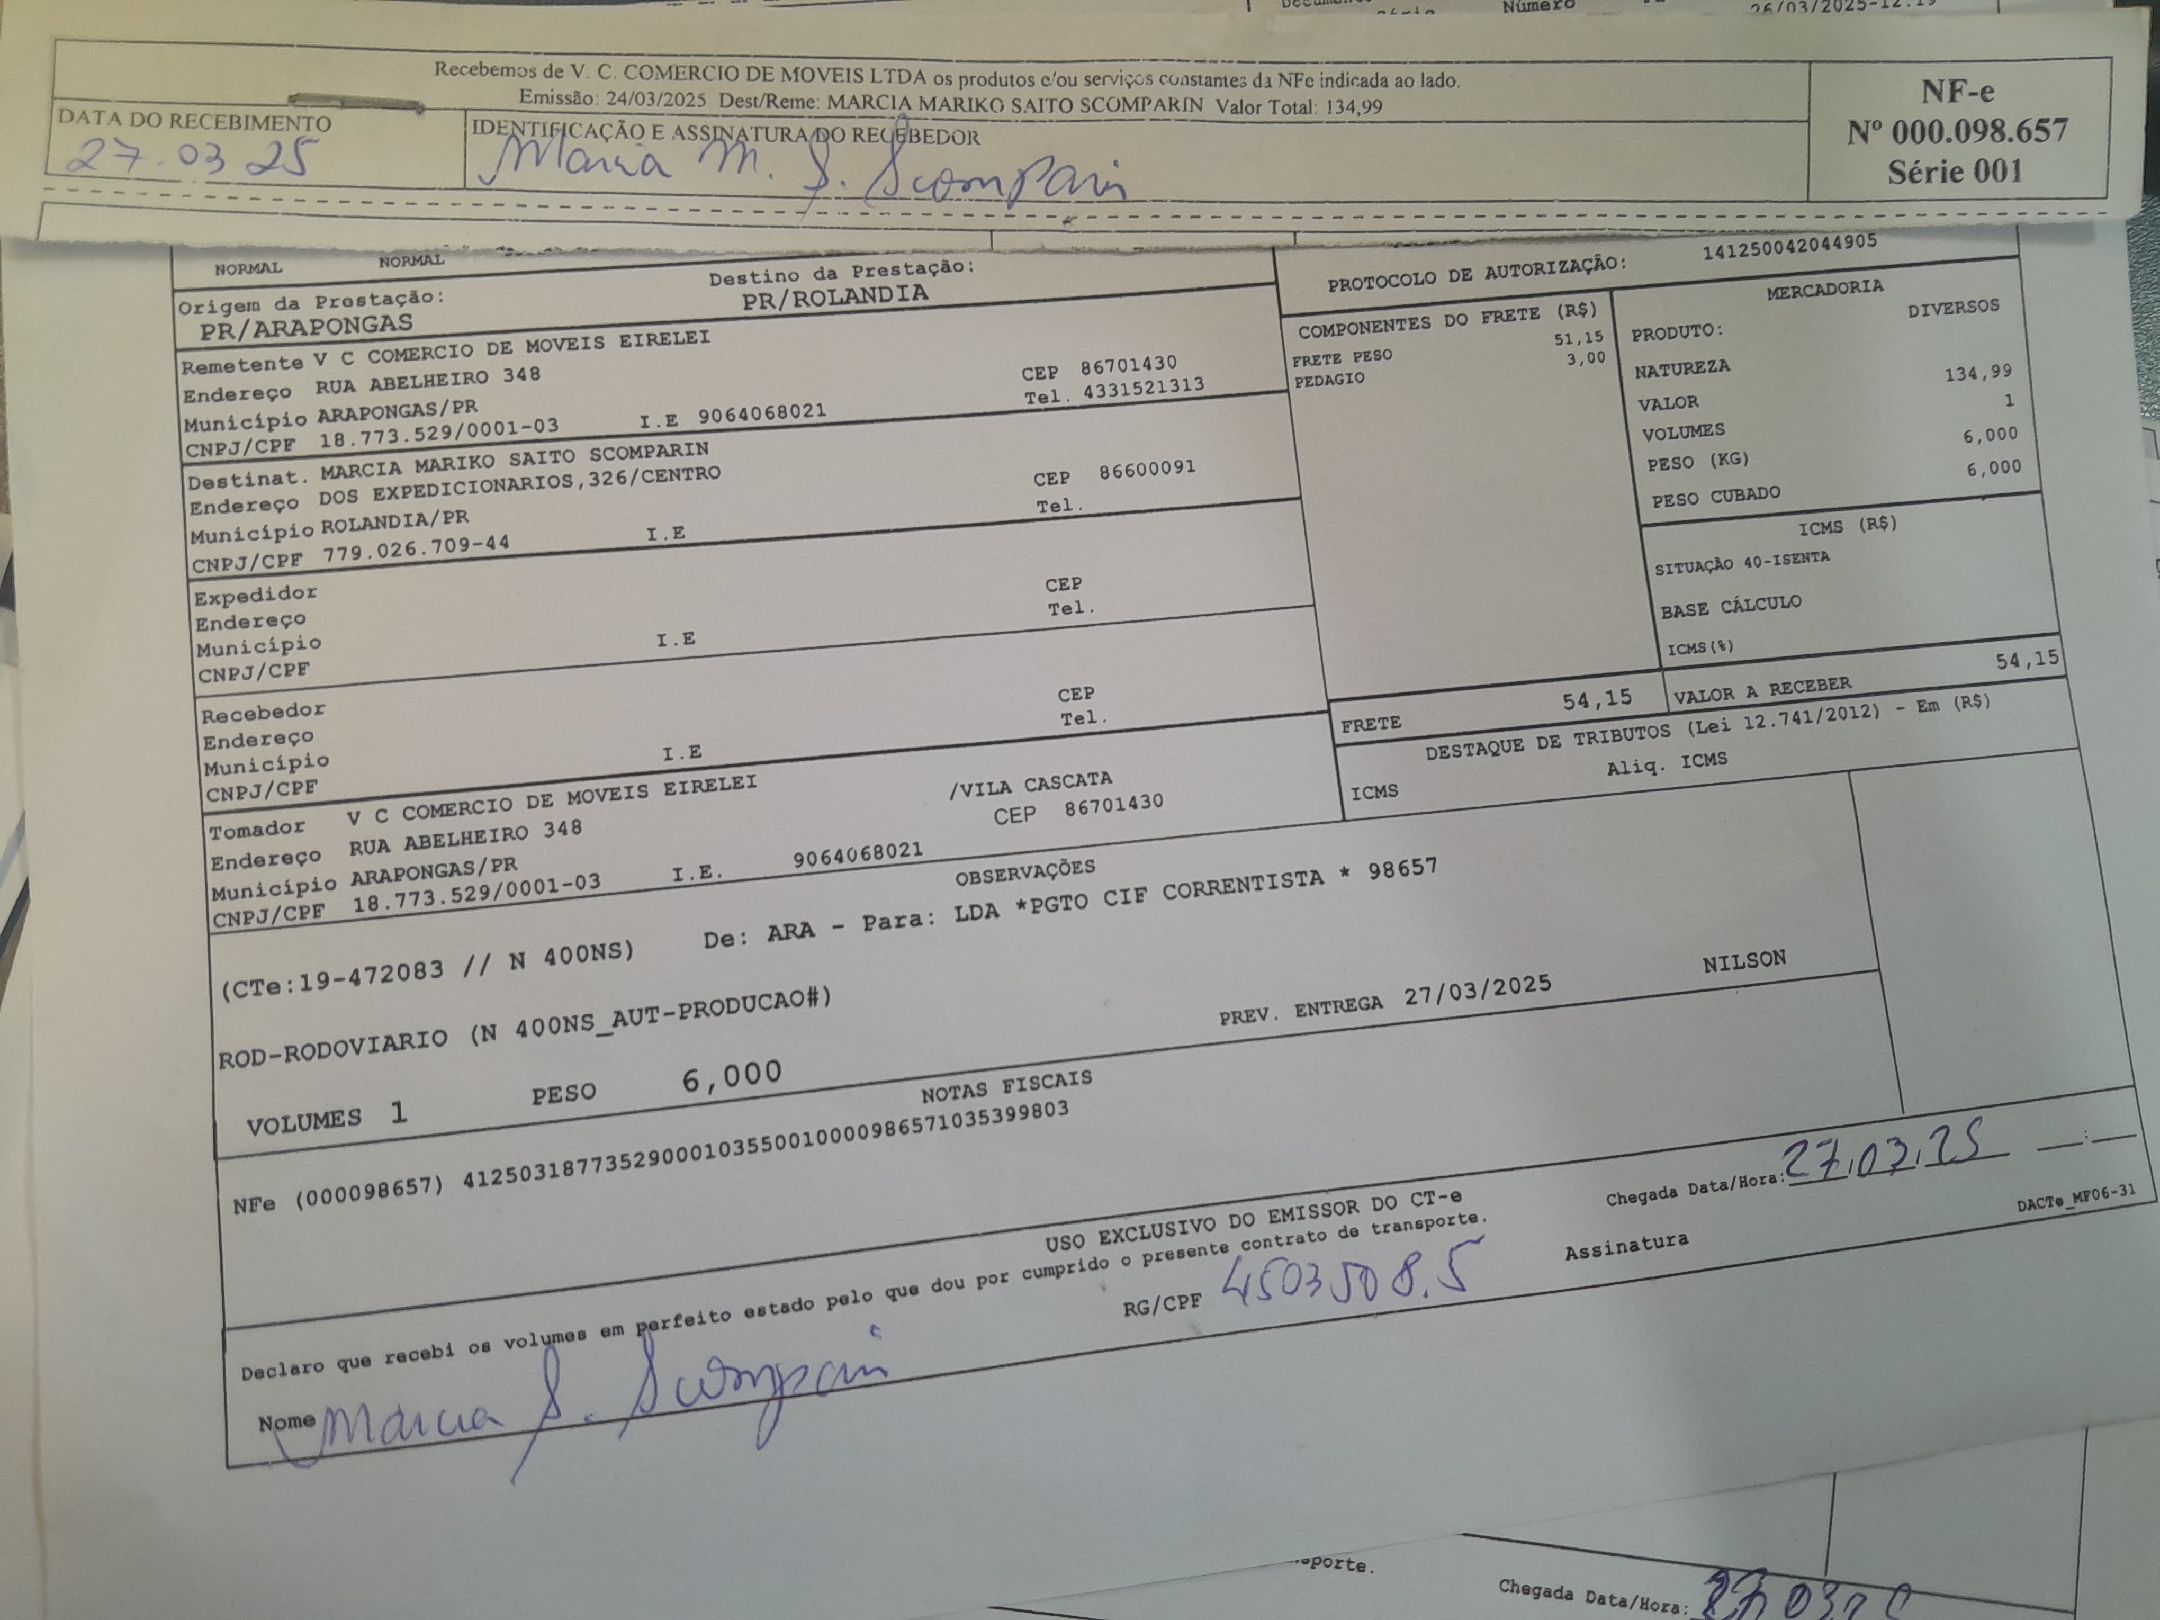 Número
26/03/2025-12:19
Recebemos de V. C. COMERCIO DE MOVEIS LTDA os produtos e/ou serviços constantes da NFe indicada ao lado.
Emissão: 24/03/2025 Dest/Reme: MARCIA MARIKO SAITO SCOMPARIN Valor Total: 134,99
DATA DO RECEBIMENTO
27.03 25
IDENTIFICAÇÃO E ASSINATURA DO RECEBEDOR
Marcia M. S. Scomparin
NF-e
Nº 000.098.657
Série 001
NORMAL NORMAL
Origem da Prestação:
PR/ARAPONGAS
Destino da Prestação:
PR/ROLANDIA
PROTOCOLO DE AUTORIZAÇÃO: 141250042044905
Remetente V C COMERCIO DE MOVEIS EIRELEI
Endereço RUA ABELHEIRO 348 CEP 86701430
Município ARAPONGAS/PR Tel. 4331521313
CNPJ/CPF 18.773.529/0001-03 I.E 9064068021
Destinat. MARCIA MARIKO SAITO SCOMPARIN
Endereço DOS EXPEDICIONARIOS,326/CENTRO CEP 86600091
Município ROLANDIA/PR Tel.
CNPJ/CPF 779.026.709-44 I.E
Expedidor
Endereço CEP
Município Tel.
CNPJ/CPF I.E
Recebedor
Endereço CEP
Município Tel.
CNPJ/CPF I.E
Tomador V C COMERCIO DE MOVEIS EIRELEI
Endereço RUA ABELHEIRO 348 /VILA CASCATA
Município ARAPONGAS/PR CEP 86701430
CNPJ/CPF 18.773.529/0001-03 I.E. 9064068021
COMPONENTES DO FRETE (R$)
FRETE PESO 51,15
PEDAGIO 3,00
MERCADORIA
PRODUTO: DIVERSOS
NATUREZA
VALOR 134,99
VOLUMES 1
PESO (KG) 6,000
PESO CUBADO 6,000
ICMS (R$)
SITUAÇÃO 40-ISENTA
BASE CÁLCULO
ICMS(%)
FRETE 54,15
VALOR A RECEBER 54,15
DESTAQUE DE TRIBUTOS (Lei 12.741/2012) - Em (R$)
ICMS Aliq. ICMS
OBSERVAÇÕES
(CTe:19-472083 // N 400NS) De: ARA - Para: LDA *PGTO CIF CORRENTISTA * 98657
ROD-RODOVIARIO (N 400NS_AUT-PRODUCAO#)
PREV. ENTREGA 27/03/2025 NILSON
VOLUMES 1 PESO 6,000
NOTAS FISCAIS
NFe (000098657) 41250318773529000103550010000986571035399803
USO EXCLUSIVO DO EMISSOR DO CT-e
Chegada Data/Hora: 27.03.25 __:__
DACTe_MF06-31
Declaro que recebi os volumes em perfeito estado pelo que dou por cumprido o presente contrato de transporte.
Nome Marcia S. Scomparin
RG/CPF 4503508.5
Assinatura
Chegada Data/Hora: